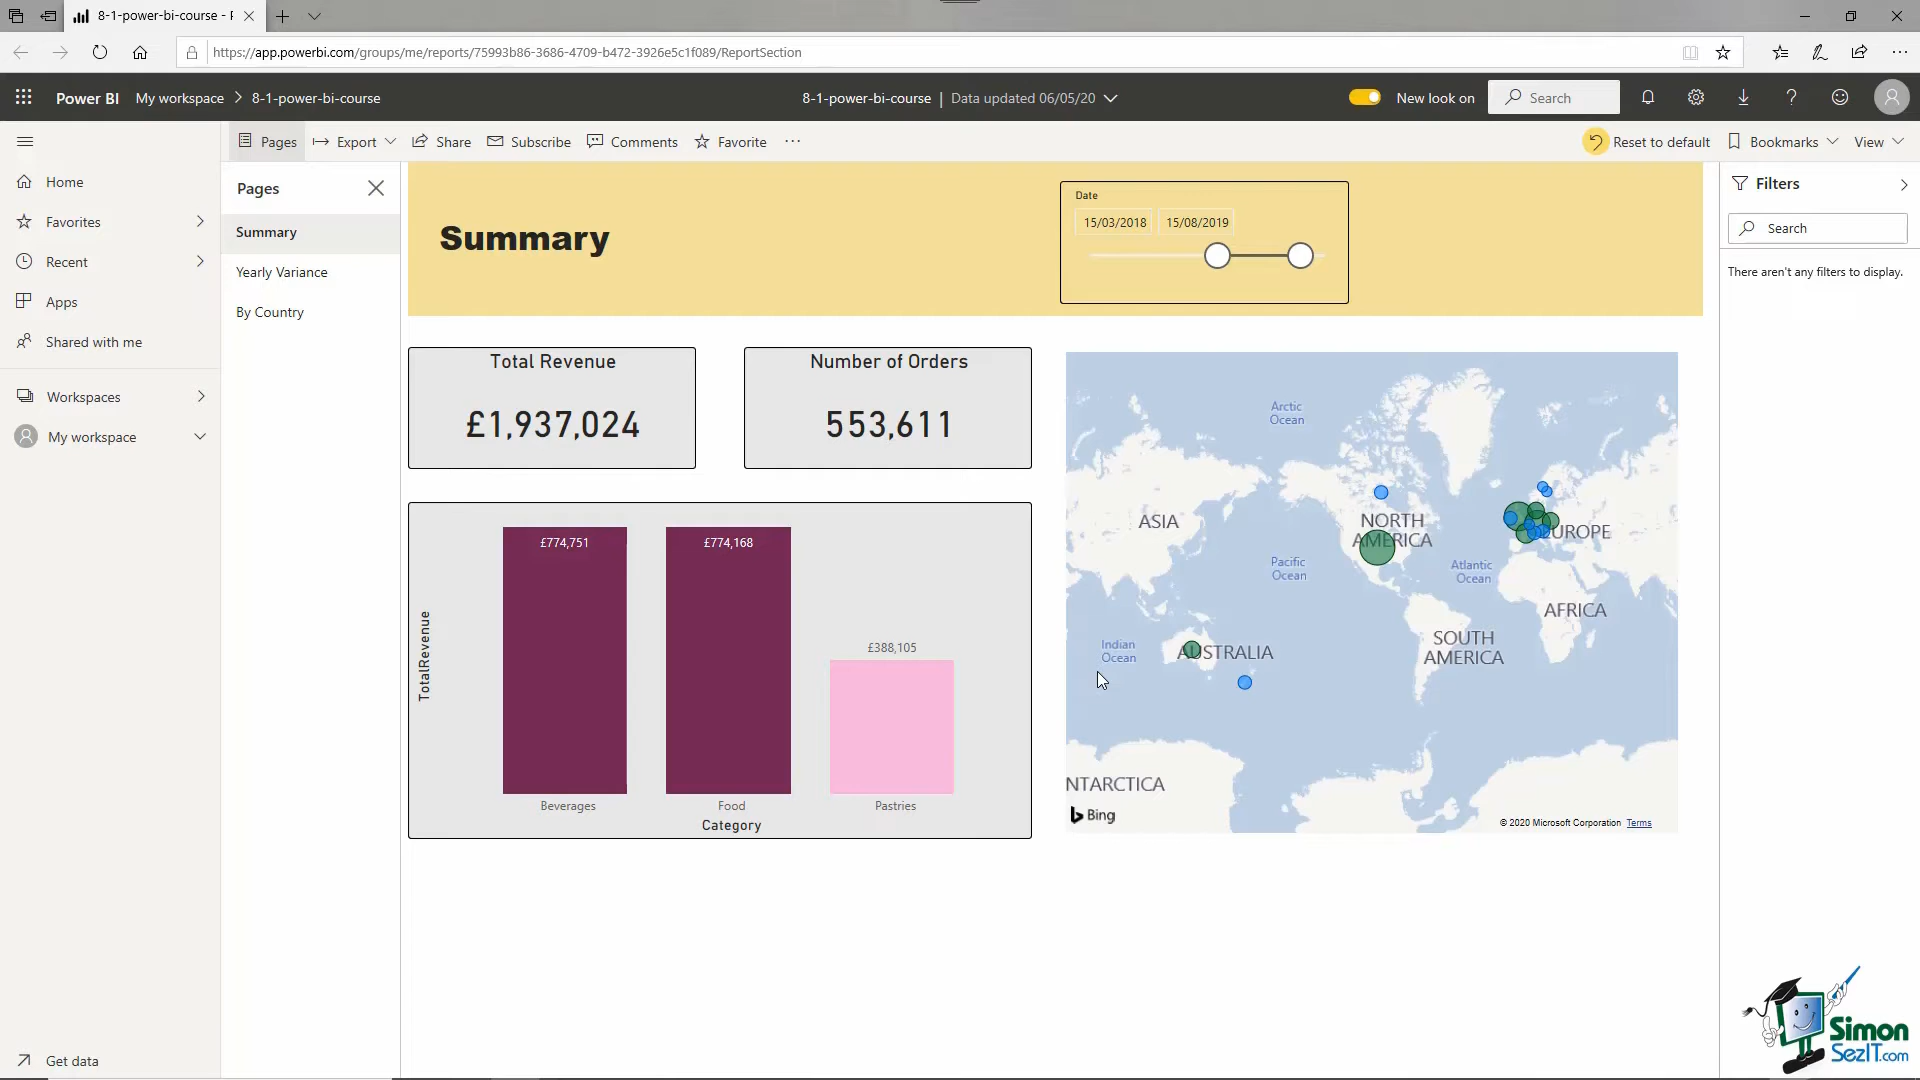 8-1-power-bi-course - F
https://app.powerbi.com/groups/me/reports/75993b86-3686-4709-b472-3926e5c1f089/ReportSection
Power BI My workspace 8-1-power-bi-course
8-1-power-bi-course | Data updated 06/05/20
New look on
Search
Pages Export Share Subscribe Comments Favorite ···
Reset to default Bookmarks View
Home
Favorites
Recent
Apps
Shared with me
Workspaces
My workspace
Get data
Pages
Summary
Yearly Variance
By Country
Summary
Date
15/03/2018 15/08/2019
Total Revenue
£1,937,024
Number of Orders
553,611
TotalRevenue
£774,751
£774,168
£388,105
Beverages Food Pastries
Category
Arctic
Ocean
ASIA
NORTH
AMERICA
EUROPE
Pacific
Ocean
Atlantic
Ocean
AFRICA
Indian
Ocean
AUSTRALIA
SOUTH
AMERICA
NTARCTICA
Bing
© 2020 Microsoft Corporation Terms
Filters
Search
There aren't any filters to display.
Simon
SezIT.com